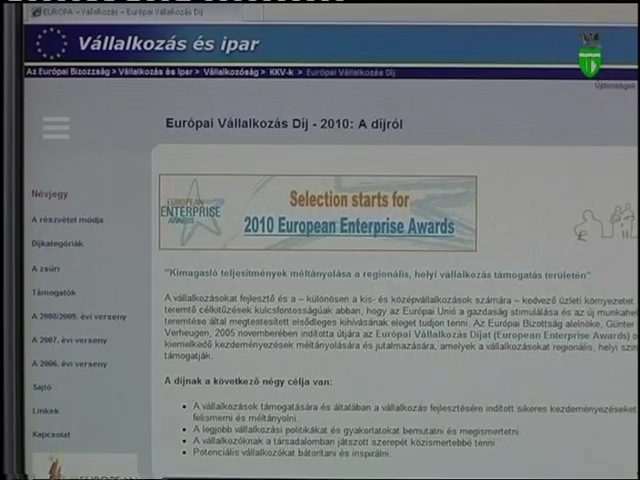 EUROPA - Vállalkozás - Európai Vállalkozás Díj
Vállalkozás és ipar
Az Európai Bizottság > Vállalkozás és Ipar > Vállalkozóság > KKV-k > Európai Vállalkozás Díj
Újdonságok
Európai Vállalkozás Díj - 2010: A díjról
Névjegy
A részvétel módja
Díjkategóriák
A zsűri
Támogatók
A 2008/2009. évi verseny
A 2007. évi verseny
A 2006. évi verseny
Sajtó
Linkek
Kapcsolat
EUROPEAN
ENTERPRISE
AWARDS
Selection starts for
2010 European Enterprise Awards
"Kimagasló teljesítmények méltányolása a regionális, helyi vállalkozás támogatás területén"
A vállalkozásokat fejlesztő és a – különösen a kis- és középvállalkozások számára – kedvező üzleti környezetet
teremtő célkitűzések kulcsfontosságúak abban, hogy az Európai Unió a gazdaság stimulálása és az új munkahel
teremtése által megtestesített elsődleges kihívásának eleget tudjon tenni. Az Európai Bizottság alelnöke, Günter
Verheugen, 2005 novemberében indította útjára az Európai Vállalkozási Díjat (European Enterprise Awards)
kiemelkedő kezdeményezések méltányolására és jutalmazására, amelyek a vállalkozásokat regionális, helyi szin
támogatják.
A díjnak a következő négy célja van:
• A vállalkozások támogatására és általában a vállalkozás fejlesztésére indított sikeres kezdeményezéseket
felismerni és méltányolni.
• A legjobb vállalkozási politikákat és gyakorlatokat bemutatni és megismertetni.
• A vállalkozóknak a társadalomban játszott szerepét közismertebbé tenni.
• Potenciális vállalkozókat bátorítani és inspirálni.
EUROPEAN